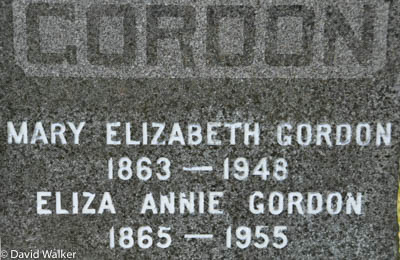 GORDON
MARY ELIZABETH GORDON
1863 — 1948
ELIZA ANNIE GORDON
1865 — 1955
© David Walker